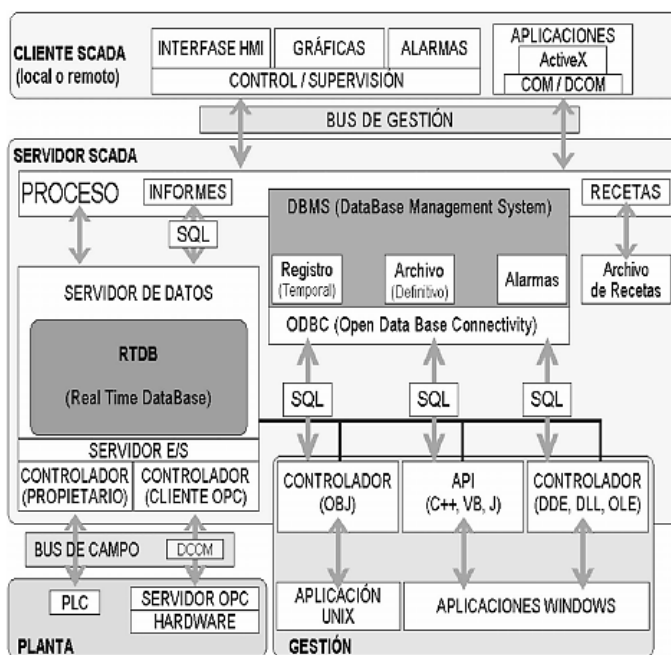 CLIENTE SCADA
(local o remoto)
INTERFASE HMI
GRÁFICAS
ALARMAS
CONTROL / SUPERVISIÓN
APLICACIONES
ActiveX
COM / DCOM
BUS DE GESTIÓN
SERVIDOR SCADA
PROCESO
INFORMES
SQL
DBMS (DataBase Management System)
Registro
(Temporal)
Archivo
(Definitivo)
Alarmas
ODBC (Open Data Base Connectivity)
RECETAS
Archivo
de Recetas
SERVIDOR DE DATOS
RTDB
(Real Time DataBase)
SERVIDOR E/S
CONTROLADOR
(PROPIETARIO)
CONTROLADOR
(CLIENTE OPC)
SQL
SQL
SQL
CONTROLADOR
(OBJ)
API
(C++, VB, J)
CONTROLADOR
(DDE, DLL, OLE)
BUS DE CAMPO
DCOM
PLC
SERVIDOR OPC
HARDWARE
PLANTA
APLICACIÓN
UNIX
APLICACIONES WINDOWS
GESTIÓN